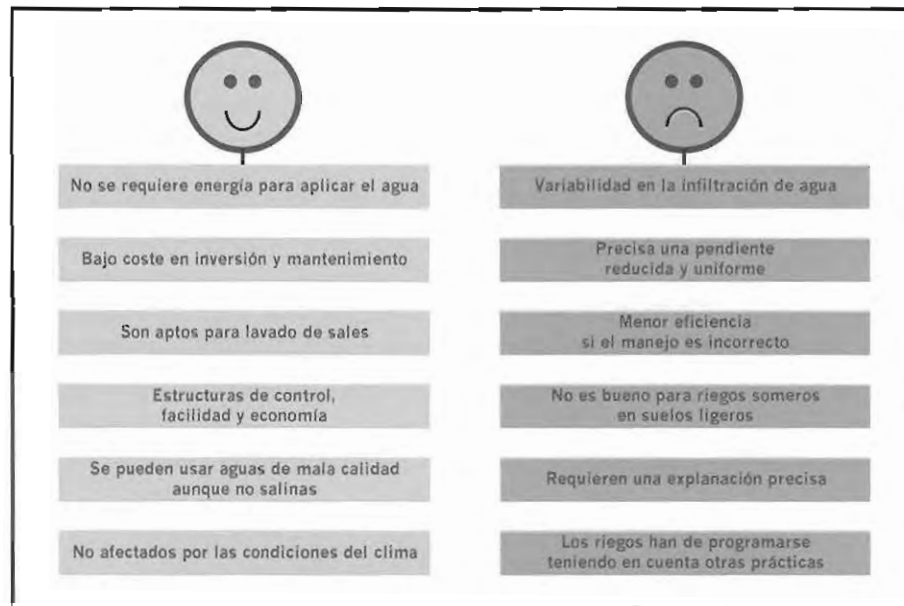 No se requiere energía para aplicar el agua
Bajo coste en inversión y mantenimiento
Son aptos para lavado de sales
Estructuras de control,
facilidad y economía
Se pueden usar aguas de mala calidad
aunque no salinas
No afectados por las condiciones del clima
Variabilidad en la infiltración de agua
Precisa una pendiente
reducida y uniforme
Menor eficiencia
si el manejo es incorrecto
No es bueno para riegos someros
en suelos ligeros
Requieren una explanación precisa
Los riegos han de programarse
teniendo en cuenta otras prácticas